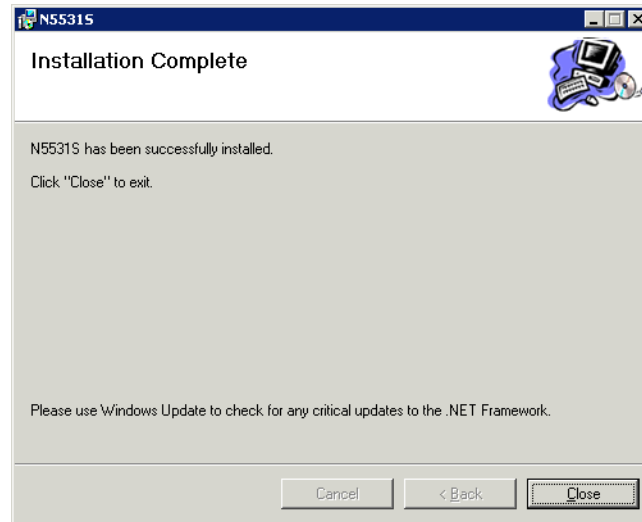 N5531S
Installation Complete
N5531S has been successfully installed.
Click "Close" to exit.
Please use Windows Update to check for any critical updates to the .NET Framework.
Cancel
< Back
Close